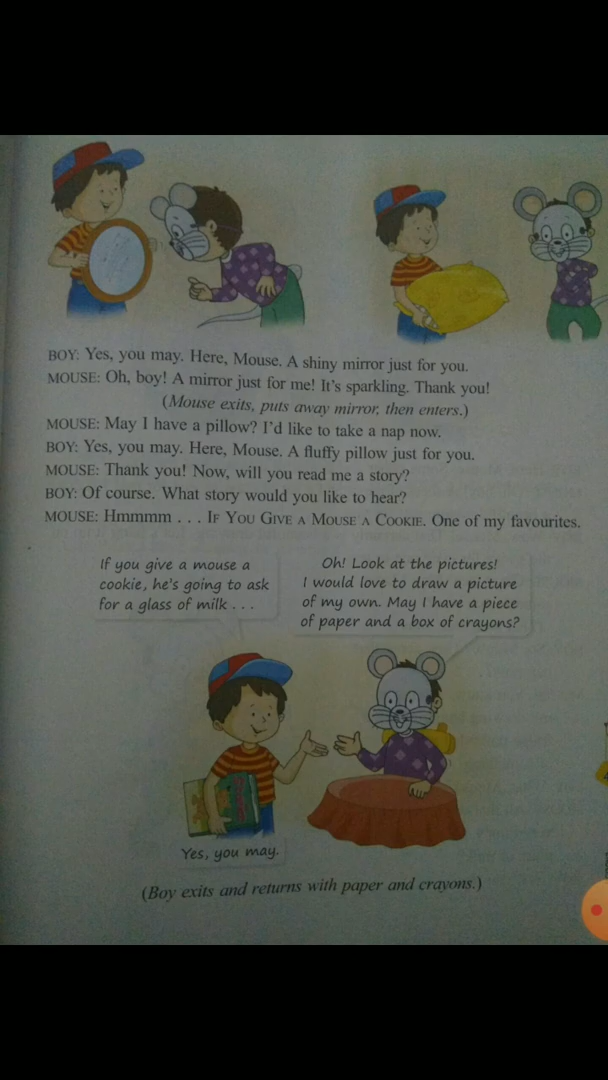 BOY: Yes, you may. Here, Mouse. A shiny mirror just for you.
MOUSE: Oh, boy! A mirror just for me! It's sparkling. Thank you!
(Mouse exits, puts away mirror, then enters.)
MOUSE: May I have a pillow? I'd like to take a nap now.
BOY: Yes, you may. Here, Mouse. A fluffy pillow just for you.
MOUSE: Thank you! Now, will you read me a story?
BOY: Of course. What story would you like to hear?
MOUSE: Hmmmm . . . IF YOU GIVE A MOUSE A COOKIE. One of my favourites.
If you give a mouse a
cookie, he's going to ask
for a glass of milk . . .
Oh! Look at the pictures!
I would love to draw a picture
of my own. May I have a piece
of paper and a box of crayons?
Yes, you may.
(Boy exits and returns with paper and crayons.)